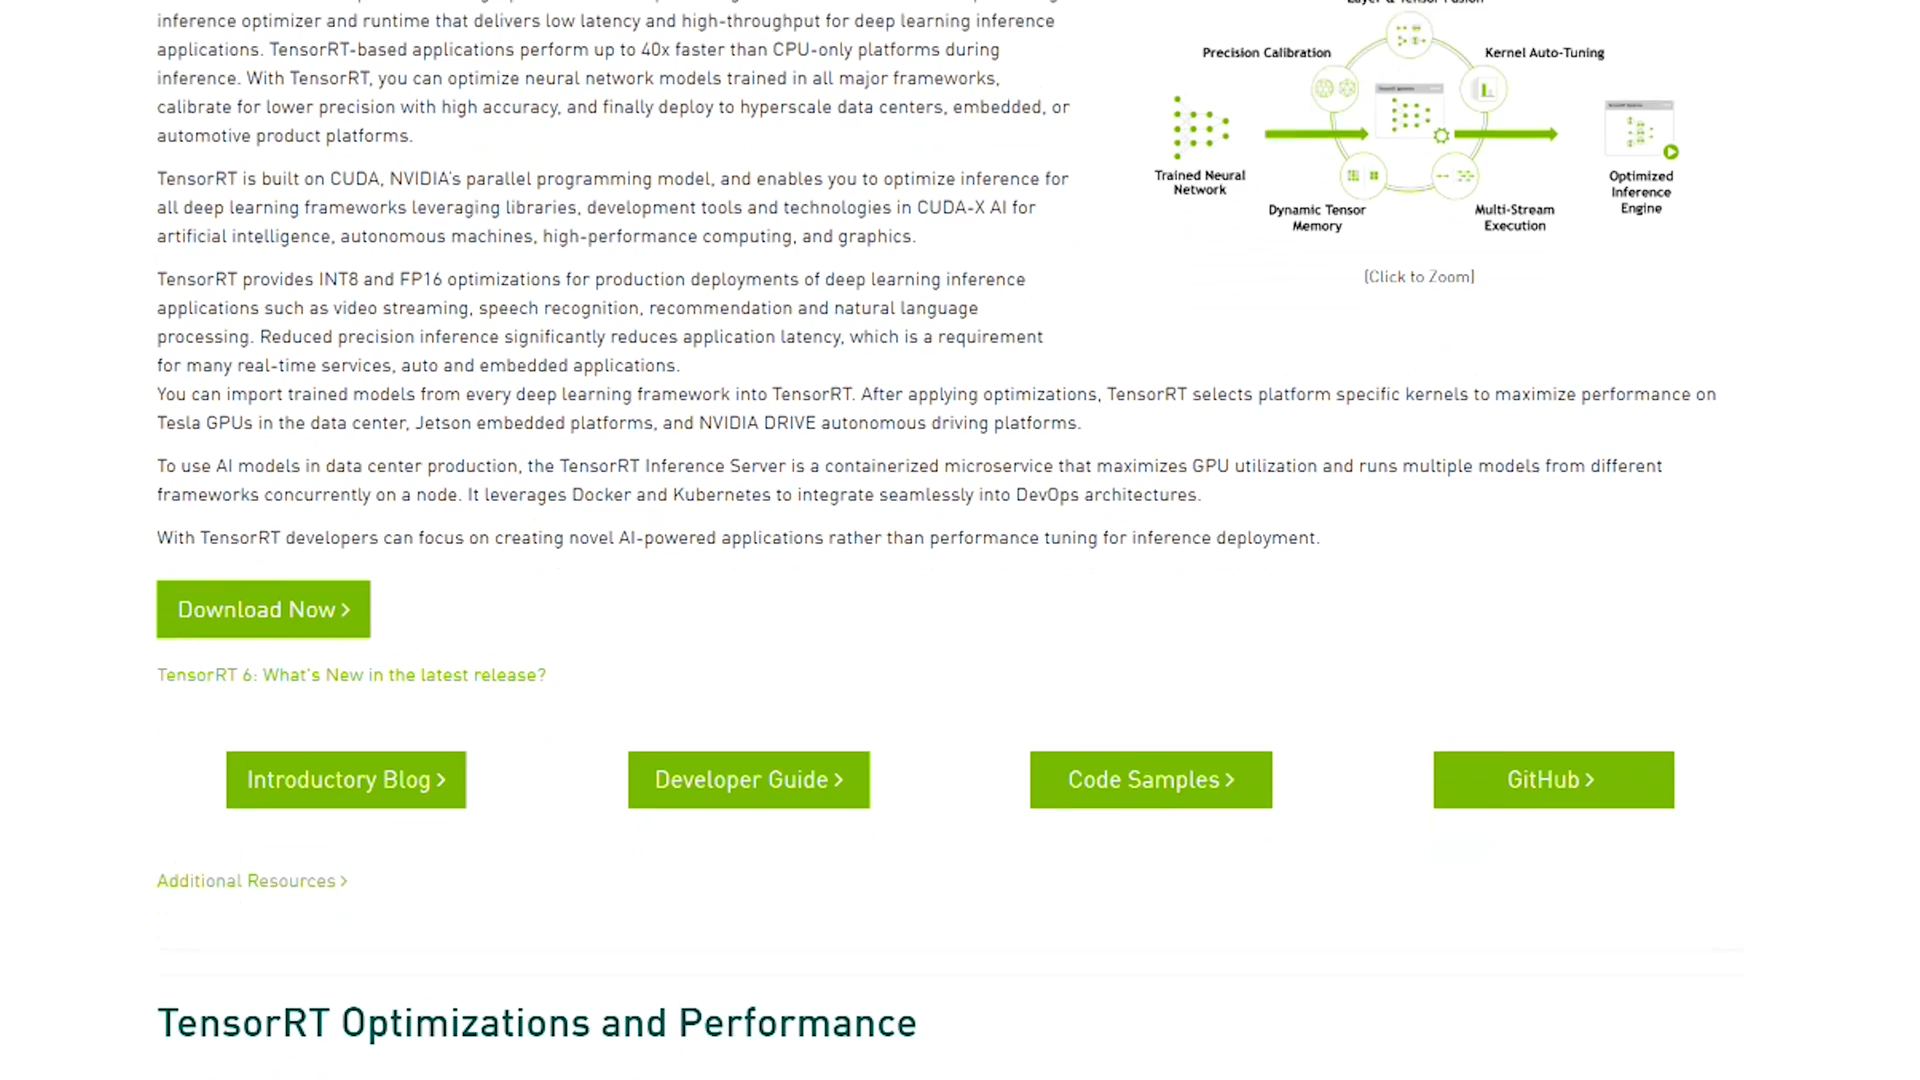 inference optimizer and runtime that delivers low latency and high-throughput for deep learning inference
applications. TensorRT-based applications perform up to 40x faster than CPU-only platforms during
inference. With TensorRT, you can optimize neural network models trained in all major frameworks,
calibrate for lower precision with high accuracy, and finally deploy to hyperscale data centers, embedded, or
automotive product platforms.
TensorRT is built on CUDA, NVIDIA's parallel programming model, and enables you to optimize inference for
all deep learning frameworks leveraging libraries, development tools and technologies in CUDA-X AI for
artificial intelligence, autonomous machines, high-performance computing, and graphics.
TensorRT provides INT8 and FP16 optimizations for production deployments of deep learning inference
applications such as video streaming, speech recognition, recommendation and natural language
processing. Reduced precision inference significantly reduces application latency, which is a requirement
for many real-time services, auto and embedded applications.
Layer & Tensor Fusion
Precision Calibration
Kernel Auto-Tuning
Trained Neural
Network
Optimized
Inference
Engine
Dynamic Tensor
Memory
Multi-Stream
Execution
[Click to Zoom]
You can import trained models from every deep learning framework into TensorRT. After applying optimizations, TensorRT selects platform specific kernels to maximize performance on
Tesla GPUs in the data center, Jetson embedded platforms, and NVIDIA DRIVE autonomous driving platforms.
To use AI models in data center production, the TensorRT Inference Server is a containerized microservice that maximizes GPU utilization and runs multiple models from different
frameworks concurrently on a node. It leverages Docker and Kubernetes to integrate seamlessly into DevOps architectures.
With TensorRT developers can focus on creating novel AI-powered applications rather than performance tuning for inference deployment.
Download Now >
TensorRT 6: What's New in the latest release?
Introductory Blog >
Developer Guide >
Code Samples >
GitHub >
Additional Resources >
TensorRT Optimizations and Performance